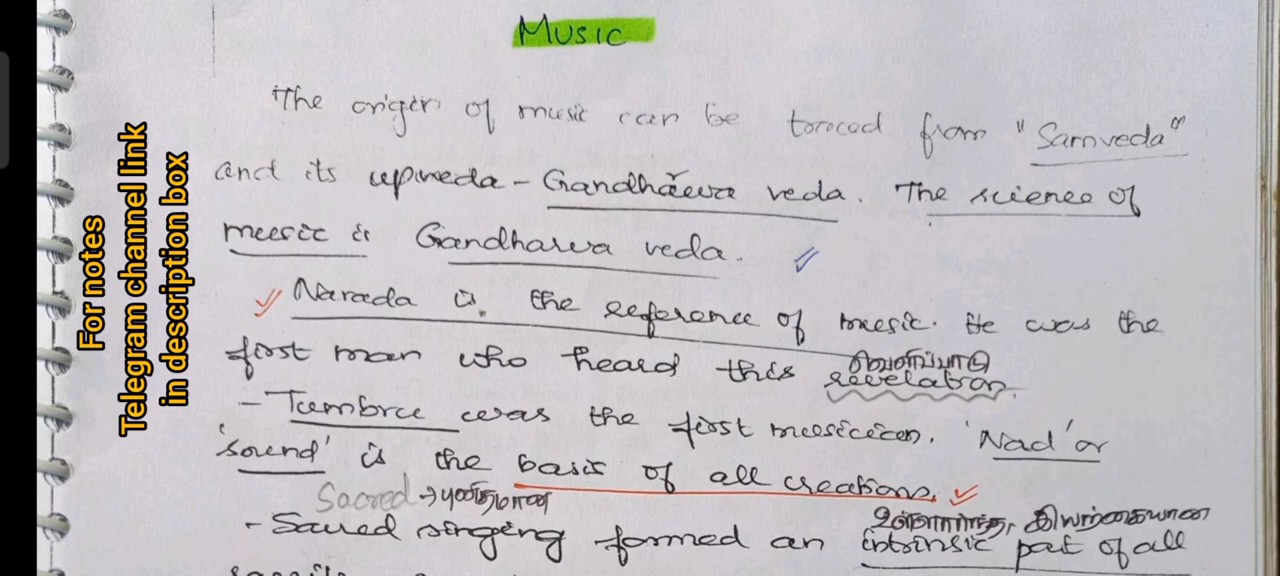 Music
The origin of music can be traced from "Samveda"
and its upveda - Gandharva veda. The science of
music is Gandharva veda.
Narada is the reference of music. He was the
வெளிப்பாடு
first man who heard this revelation.
- Tumbru was the first musician. 'Nad' or
'sound' is the basis of all creations.
Sacred → புனிதமான
உள்ளார்ந்த, இயற்கையான
- Sacred singing formed an intrinsic part of all
For notes
Telegram channel link
in description box